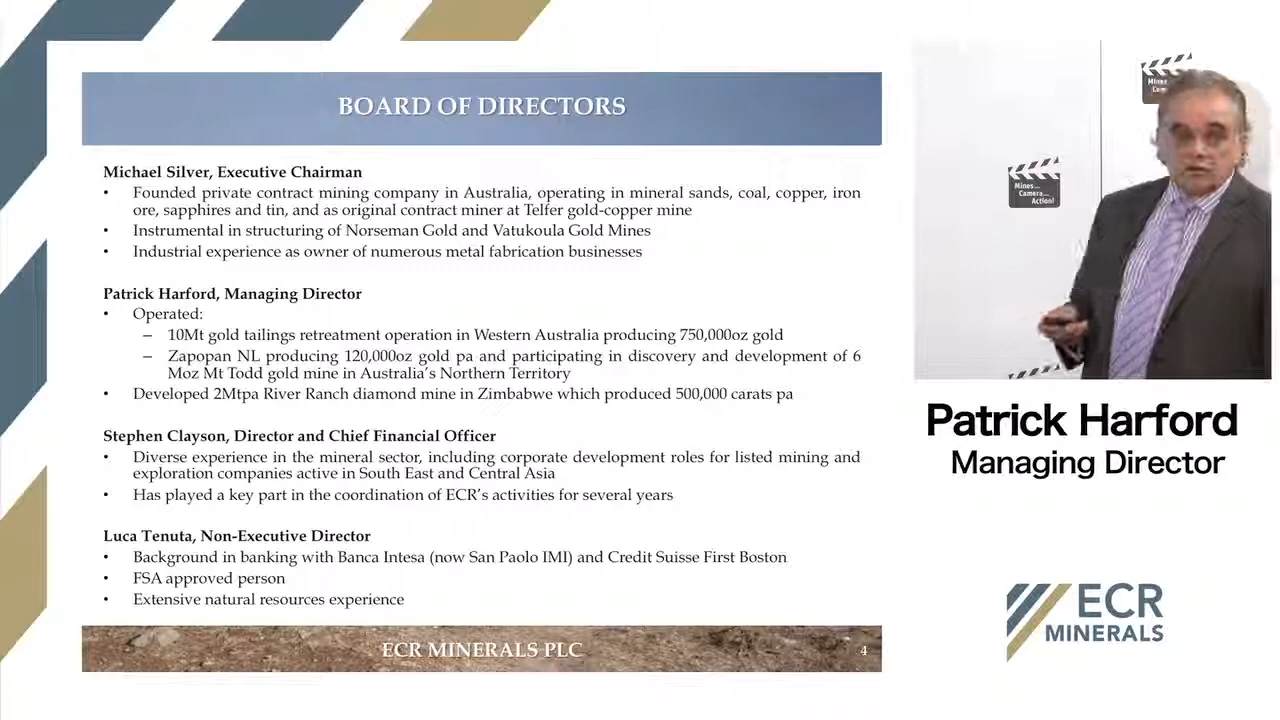 BOARD OF DIRECTORS
Michael Silver, Executive Chairman
• Founded private contract mining company in Australia, operating in mineral sands, coal, copper, iron
ore, sapphires and tin, and as original contract miner at Telfer gold-copper mine
• Instrumental in structuring of Norseman Gold and Vatukoula Gold Mines
• Industrial experience as owner of numerous metal fabrication businesses
Patrick Harford, Managing Director
• Operated:
– 10Mt gold tailings retreatment operation in Western Australia producing 750,000oz gold
– Zapopan NL producing 120,000oz gold pa and participating in discovery and development of 6
Moz Mt Todd gold mine in Australia's Northern Territory
• Developed 2Mtpa River Ranch diamond mine in Zimbabwe which produced 500,000 carats pa
Stephen Clayson, Director and Chief Financial Officer
• Diverse experience in the mineral sector, including corporate development roles for listed mining and
exploration companies active in South East and Central Asia
• Has played a key part in the coordination of ECR's activities for several years
Luca Tenuta, Non-Executive Director
• Background in banking with Banca Intesa (now San Paolo IMI) and Credit Suisse First Boston
• FSA approved person
• Extensive natural resources experience
ECR MINERALS PLC
4
Mines...
Cam
Mines...
Camera...
Action!
Patrick Harford
Managing Director
ECR
MINERALS